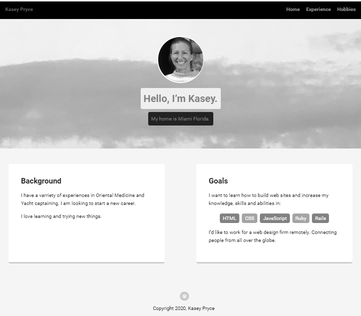 Kasey Pryce Home Experience Hobbies
Hello, I'm Kasey.
My home is Miami Florida.
Background
I have a variety of experiences in Oriental Medicine and
Yacht captaining. I am looking to start a new career.
I love learning and trying new things.
Goals
I want to learn how to build web sites and increase my
knowledge, skills and abilities in:
HTML CSS JavaScript Ruby Rails
I'd like to work for a web design firm remotely. Connecting
people from all over the globe.
Copyright 2020, Kasey Pryce